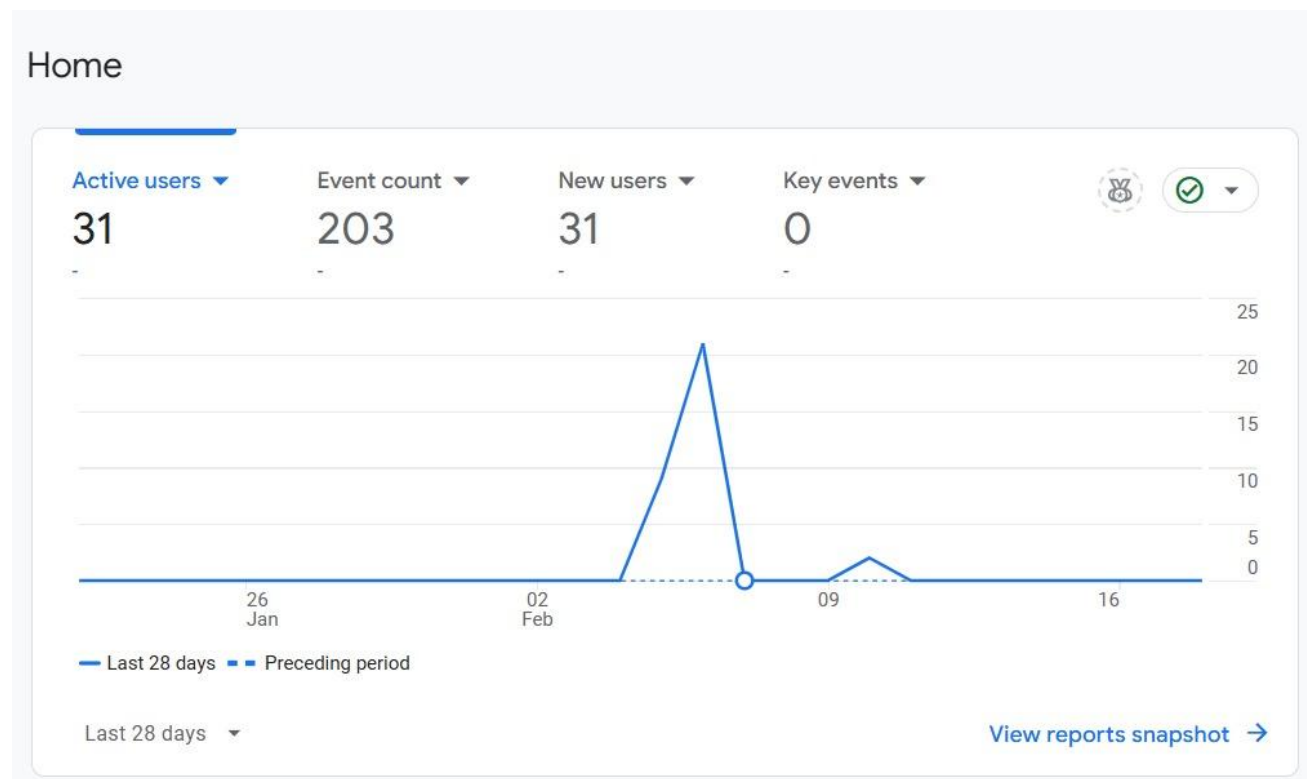 Home
Active users Event count New users Key events
31 203 31 0
- - - -
25
20
15
10
5
0
26 02 09 16
Jan Feb
Last 28 days Preceding period
Last 28 days View reports snapshot